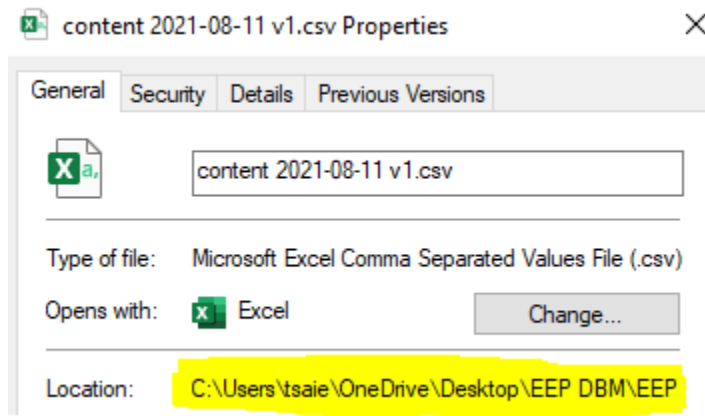 content 2021-08-11 v1.csv Properties
General Security Details Previous Versions
a,
content 2021-08-11 v1.csv
Type of file: Microsoft Excel Comma Separated Values File (.csv)
Opens with: Excel Change...
Location: C:\Users\tsaie\OneDrive\Desktop\EEP DBM\EEP